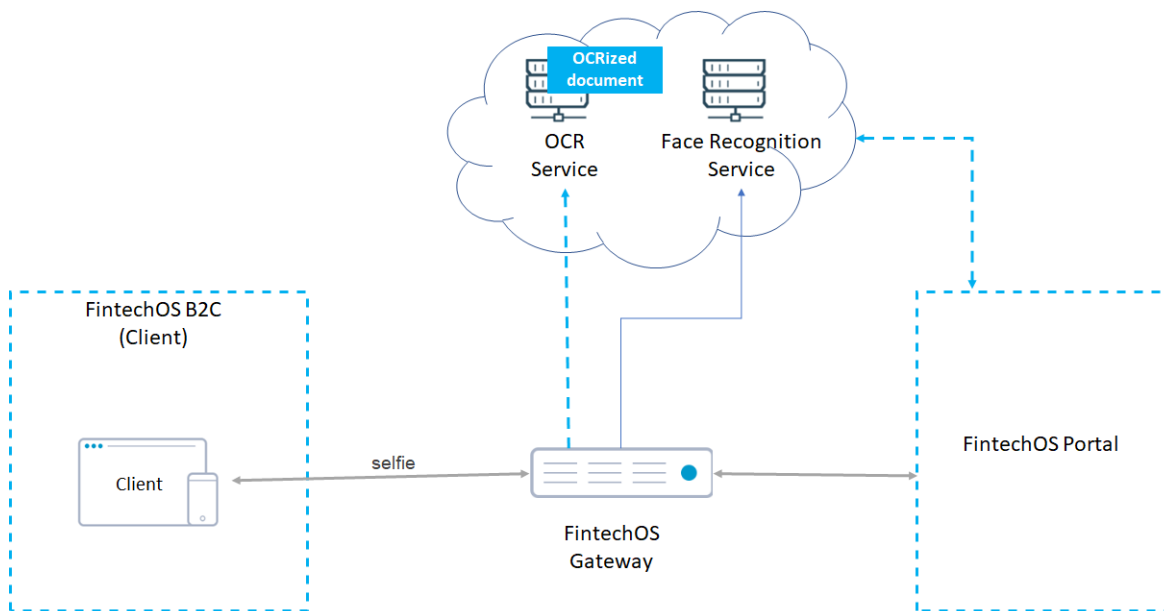 OCRized
document
OCR
Service
Face Recognition
Service
FintechOS B2C
(Client)
Client
selfie
FintechOS
Gateway
FintechOS Portal